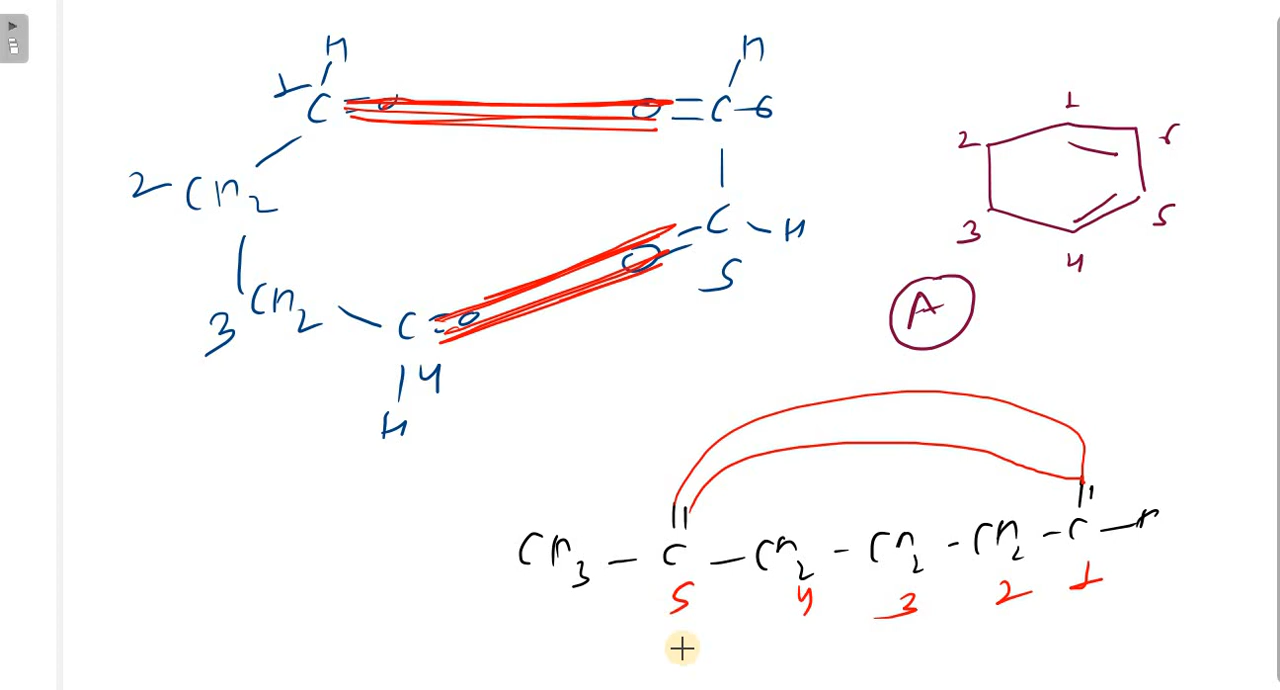 H H
1 C = O O = C - 6
2 - CH2
C - H
5
O
3 CH2 C = O
4
H
1
2 6
3 5
4
A
CH3 - C - CH2 - CH2 - CH2 - C - H
5 4 3 2 1